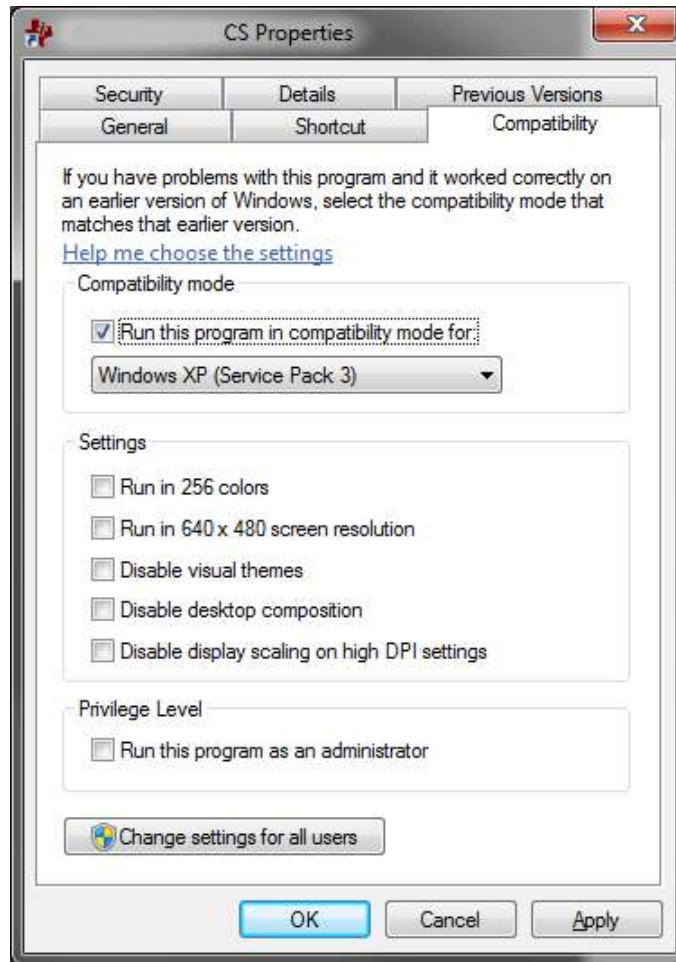 CS Properties
Security Details Previous Versions
General Shortcut Compatibility
If you have problems with this program and it worked correctly on
an earlier version of Windows, select the compatibility mode that
matches that earlier version.
Help me choose the settings
Compatibility mode
Run this program in compatibility mode for:
Windows XP (Service Pack 3)
Settings
Run in 256 colors
Run in 640 x 480 screen resolution
Disable visual themes
Disable desktop composition
Disable display scaling on high DPI settings
Privilege Level
Run this program as an administrator
Change settings for all users
OK Cancel Apply